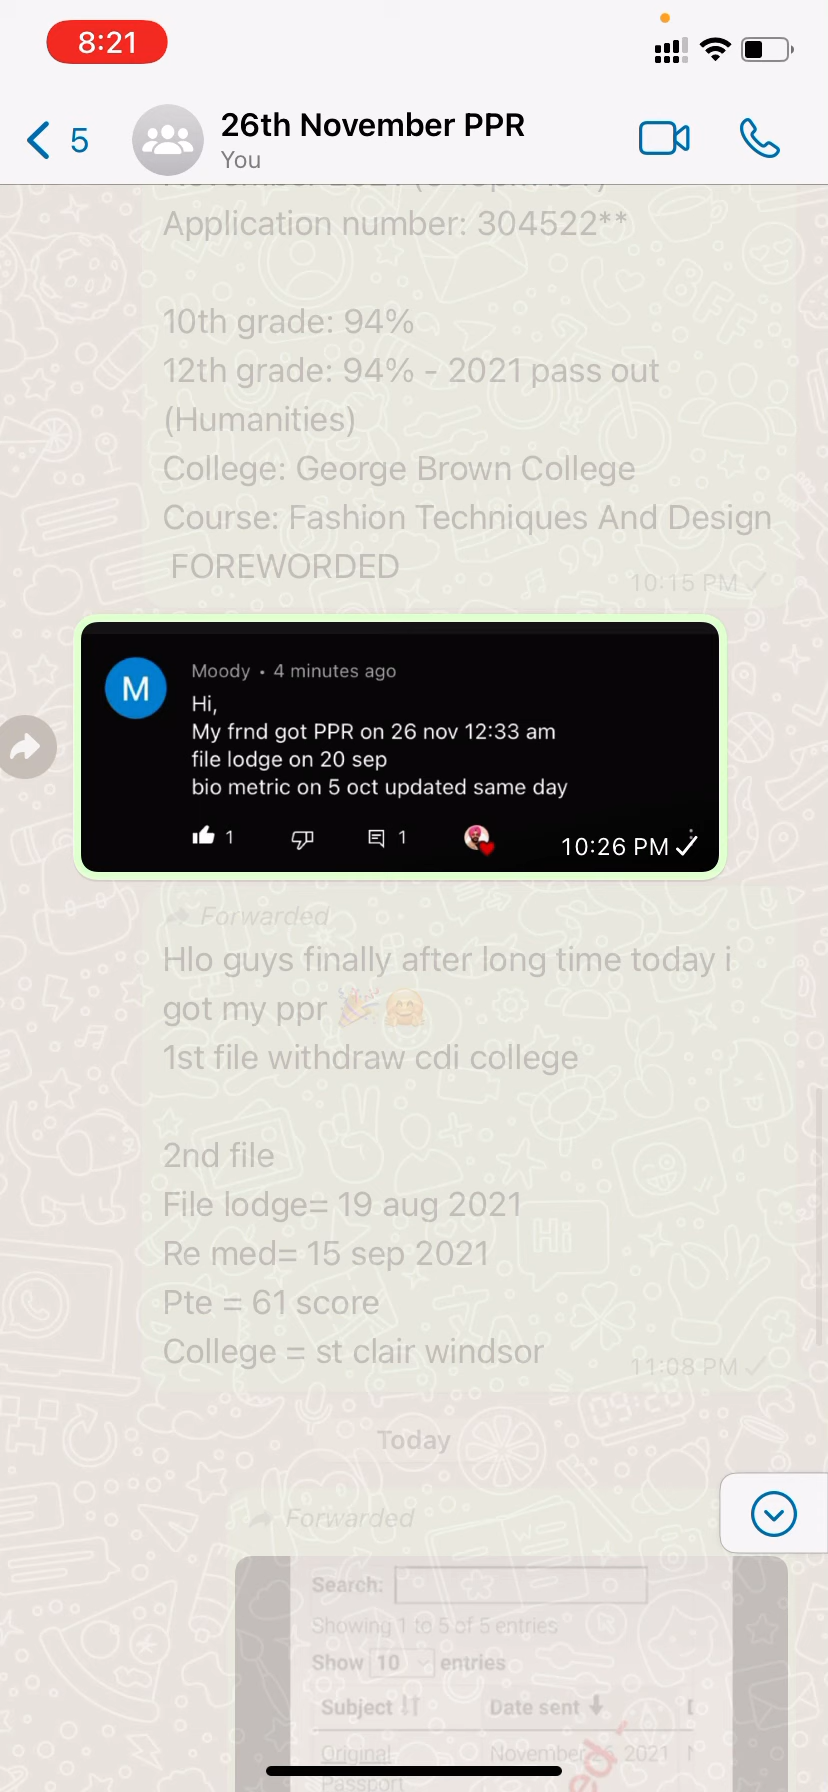 8:21
5
26th November PPR
You
Application number: 304522**
10th grade: 94%
12th grade: 94% - 2021 pass out
(Humanities)
College: George Brown College
Course: Fashion Techniques And Design
FOREWORDED
10:15 PM
M
Moody • 4 minutes ago
Hi,
My frnd got PPR on 26 nov 12:33 am
file lodge on 20 sep
bio metric on 5 oct updated same day
1
1
10:26 PM
Forwarded
Hlo guys finally after long time today i
got my ppr 🎉🤗
1st file withdraw cdi college
2nd file
File lodge= 19 aug 2021
Re med= 15 sep 2021
Pte = 61 score
College = st clair windsor
11:08 PM
Today
Forwarded
Search:
Showing 1 to 5 of 5 entries
Show 10 entries
Subject Date sent
Original November 2021
Passport